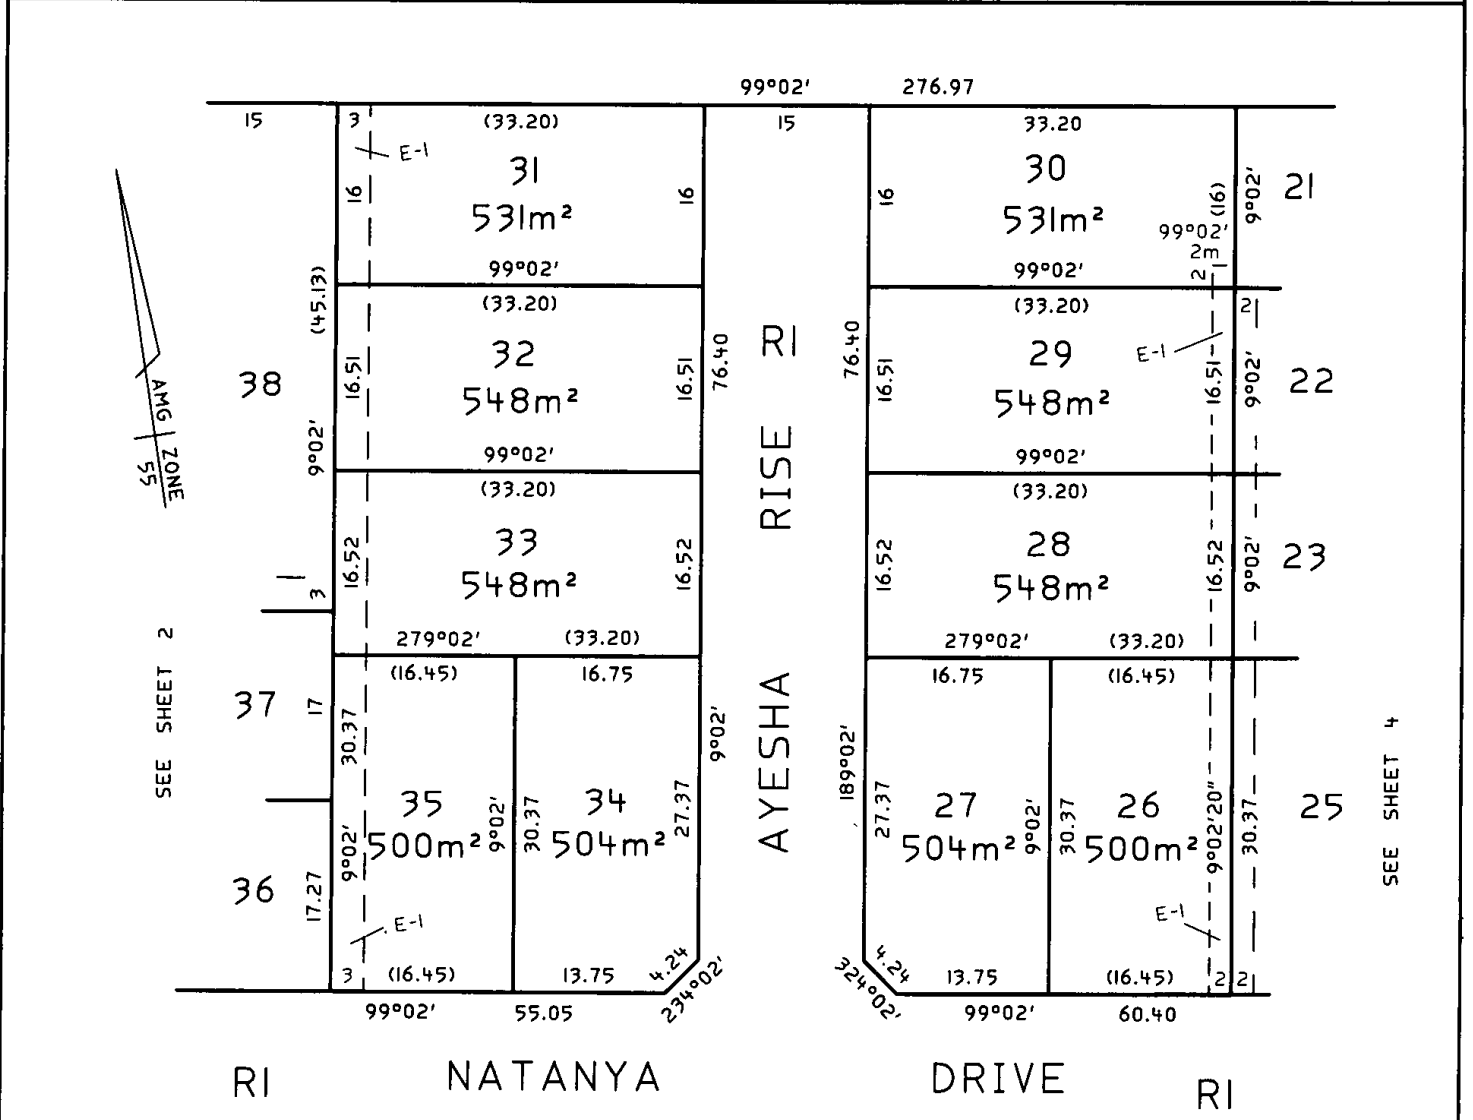 99°02' 276.97
15 3 (33.20) 15 33.20
E-1
31
531m²
16 16
99°02'
30
531m²
16 (16) 9°02'
21
99°02'
2m
2
99°02'
(45.13)
(33.20)
32
548m²
16.51 16.51
99°02'
76.40
RI
76.40
(33.20)
29
548m²
16.51 16.51
E-1
2
9°02'
22
99°02'
38
9°02'
AMG ZONE
55
(33.20)
33
548m²
16.52 16.52
3
279°02' (33.20)
AYESHA RISE
(33.20)
28
548m²
16.52 16.52
9°02'
23
279°02' (33.20)
SEE SHEET 2
37
17
(16.45) 16.75
30.37
9°02'
35
500m²
9°02'
30.37
34
504m²
27.37
9°02'
189°02'
16.75 (16.45)
27.37
27
504m²
9°02'
30.37
26
500m²
9°02'20"
30.37
25
SEE SHEET 4
36
17.27
E-1
E-1
3 (16.45) 13.75 4.24
234°02'
4.24 13.75 (16.45) 2 2
324°02'
99°02' 55.05
99°02' 60.40
RI NATANYA DRIVE RI